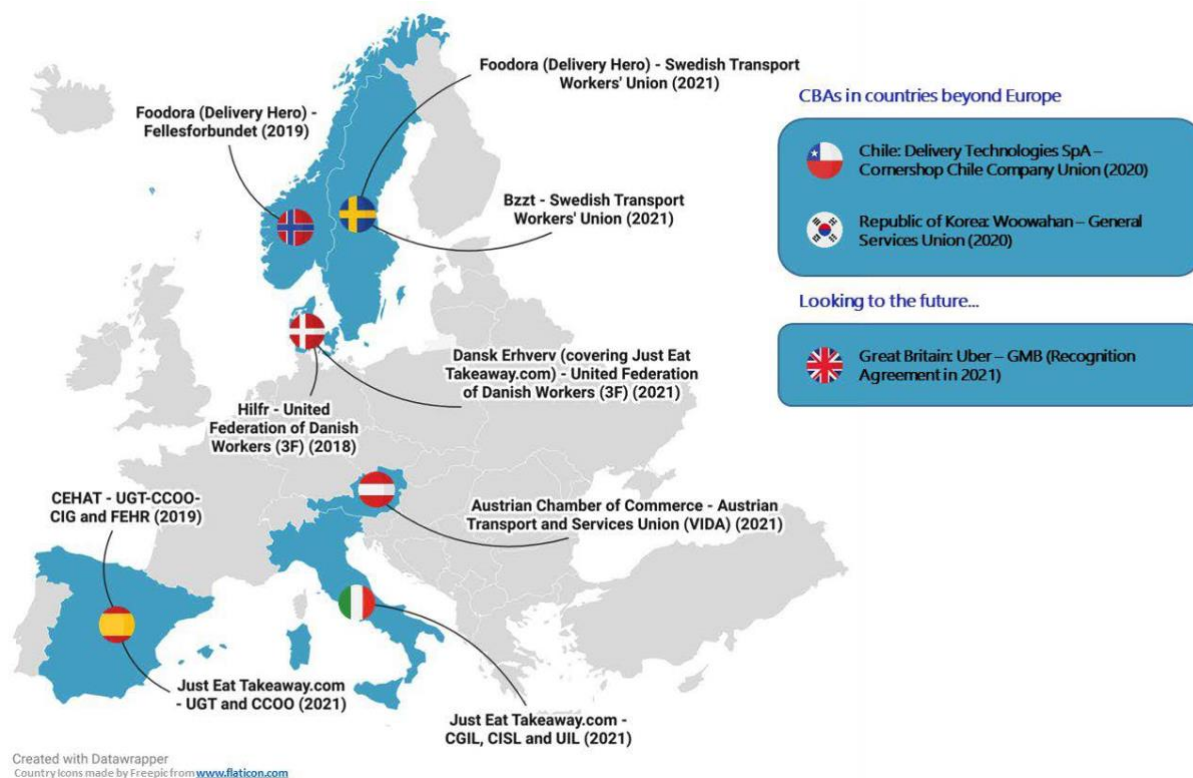 Foodora (Delivery Hero) - Swedish Transport
Workers' Union (2021)
Foodora (Delivery Hero) -
Fellesforbundet (2019)
Bzzt - Swedish Transport
Workers' Union (2021)
Dansk Erhverv (covering Just Eat
Takeaway.com) - United Federation
of Danish Workers (3F) (2021)
Hilfr - United
Federation of Danish
Workers (3F) (2018)
CEHAT - UGT-CCOO-
CIG and FEHR (2019)
Austrian Chamber of Commerce - Austrian
Transport and Services Union (VIDA) (2021)
Just Eat Takeaway.com
- UGT and CCOO (2021)
Just Eat Takeaway.com -
CGIL, CISL and UIL (2021)
CBAs in countries beyond Europe
Chile: Delivery Technologies SpA –
Cornershop Chile Company Union (2020)
Republic of Korea: Woowahan – General
Services Union (2020)
Looking to the future...
Great Britain: Uber – GMB (Recognition
Agreement in 2021)
Created with Datawrapper
Country Icons made by Freepic from www.flaticon.com